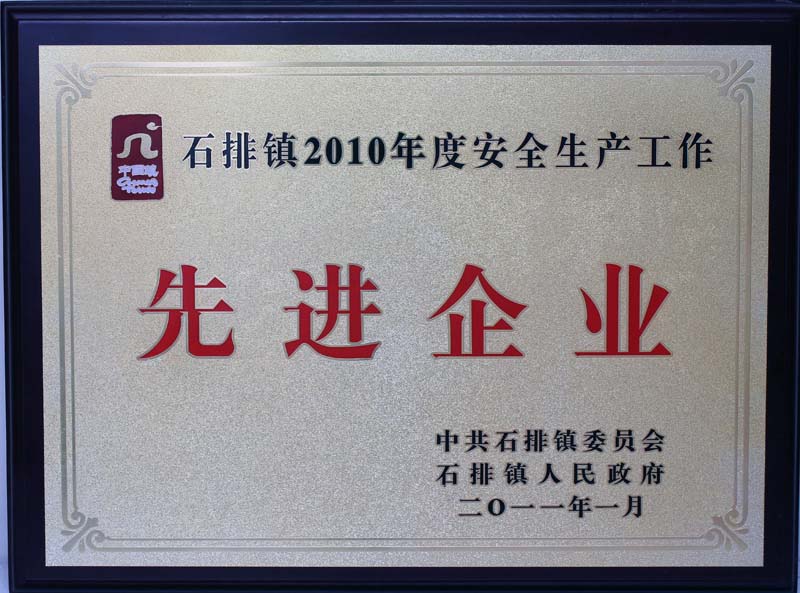 石排镇2010年度安全生产工作
先进企业
中共石排镇委员会
石排镇人民政府
二O一一年一月